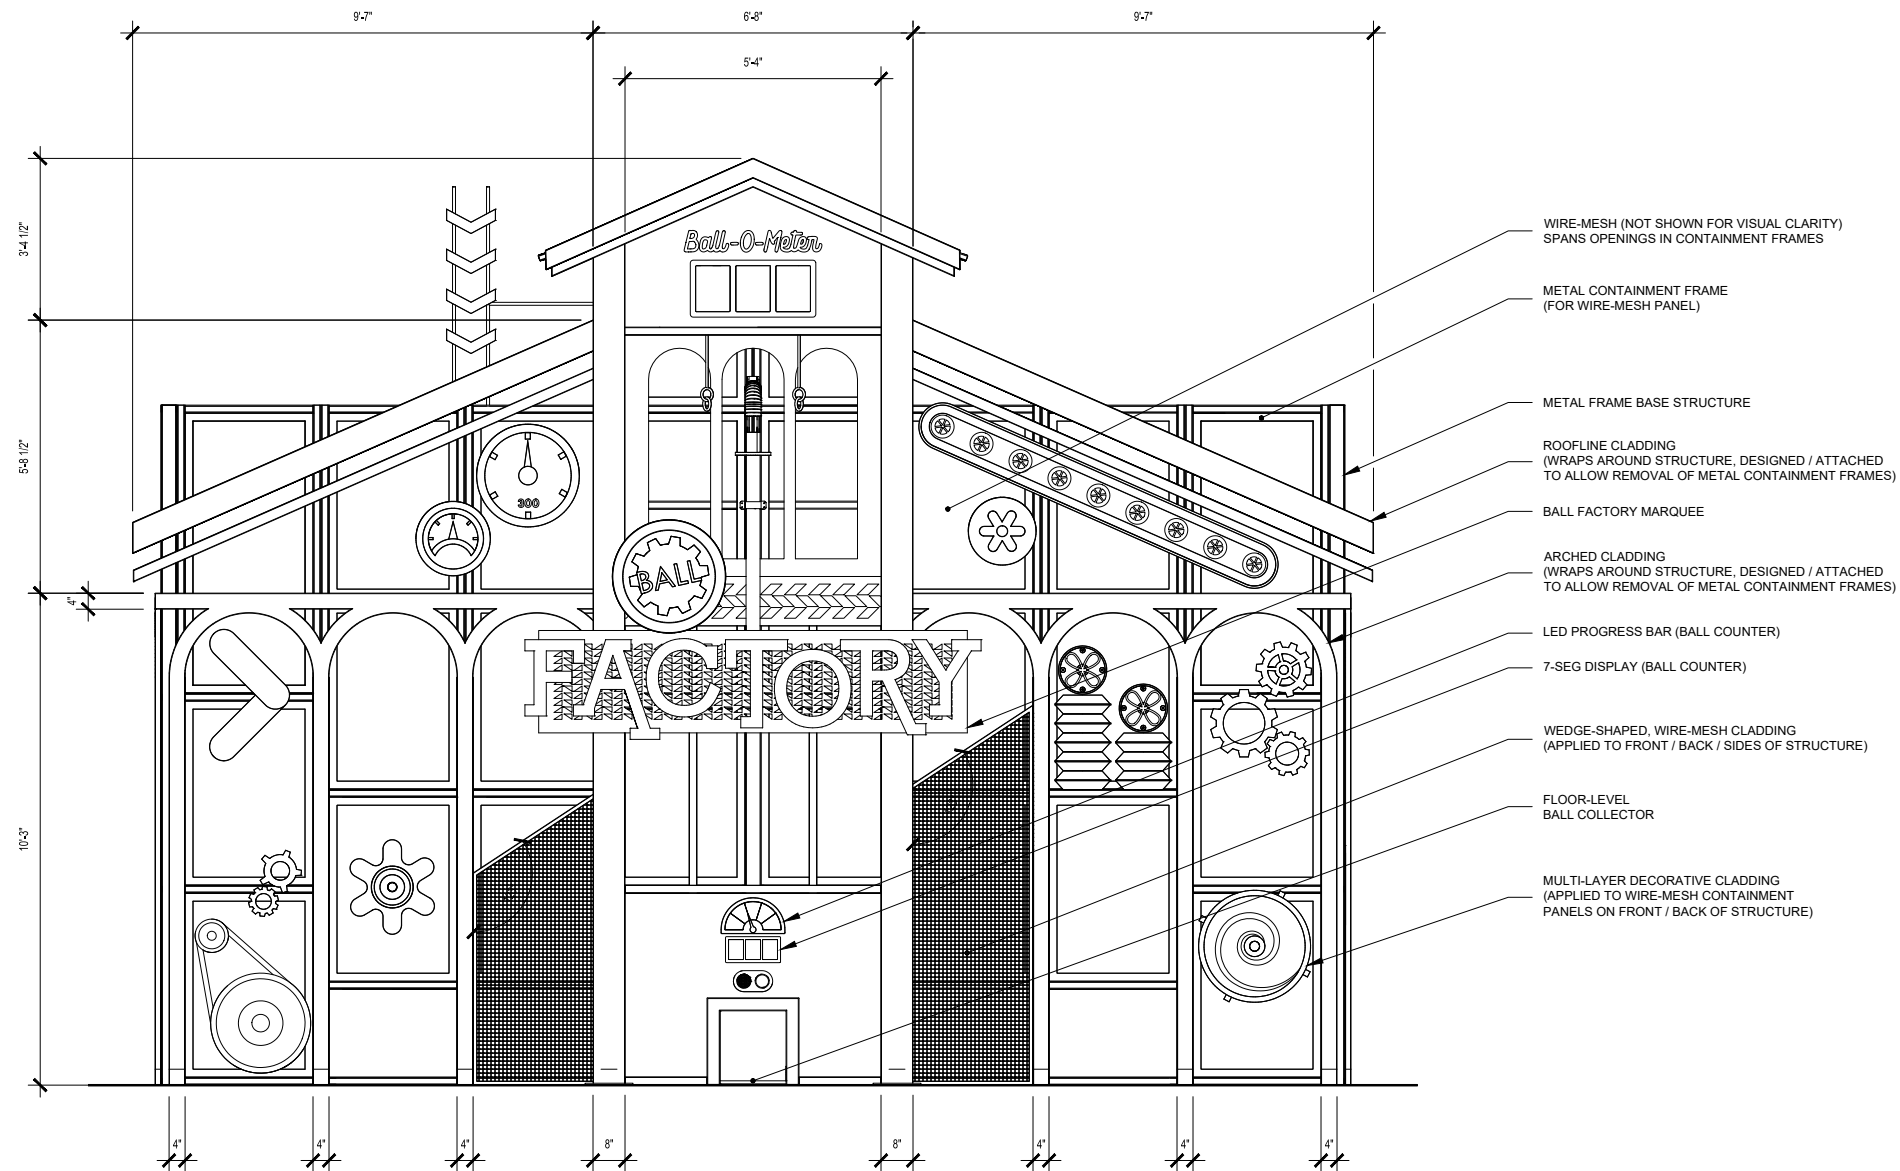 9'-7"
6'-8"
9'-7"
5'-4"
3'-4 1/2"
5'-8 1/2"
4"
10'-3"
Ball-O-Meter
300
BALL
FACTORY
WIRE-MESH (NOT SHOWN FOR VISUAL CLARITY)
SPANS OPENINGS IN CONTAINMENT FRAMES
METAL CONTAINMENT FRAME
(FOR WIRE-MESH PANEL)
METAL FRAME BASE STRUCTURE
ROOFLINE CLADDING
(WRAPS AROUND STRUCTURE, DESIGNED / ATTACHED
TO ALLOW REMOVAL OF METAL CONTAINMENT FRAMES)
BALL FACTORY MARQUEE
ARCHED CLADDING
(WRAPS AROUND STRUCTURE, DESIGNED / ATTACHED
TO ALLOW REMOVAL OF METAL CONTAINMENT FRAMES)
LED PROGRESS BAR (BALL COUNTER)
7-SEG DISPLAY (BALL COUNTER)
WEDGE-SHAPED, WIRE-MESH CLADDING
(APPLIED TO FRONT / BACK / SIDES OF STRUCTURE)
FLOOR-LEVEL
BALL COLLECTOR
MULTI-LAYER DECORATIVE CLADDING
(APPLIED TO WIRE-MESH CONTAINMENT
PANELS ON FRONT / BACK OF STRUCTURE)
4"
4"
4"
8"
8"
4"
4"
4"